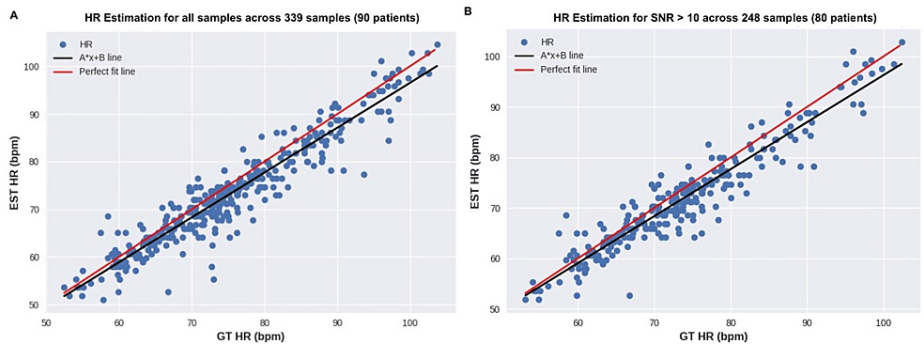 A
HR Estimation for all samples across 339 samples (90 patients)
HR
A*x+B line
Perfect fit line
100
90
80
70
60
50
EST HR (bpm)
50 60 70 80 90 100
GT HR (bpm)
B
HR Estimation for SNR > 10 across 248 samples (80 patients)
HR
A*x+B line
Perfect fit line
100
90
80
70
60
50
EST HR (bpm)
60 70 80 90 100
GT HR (bpm)